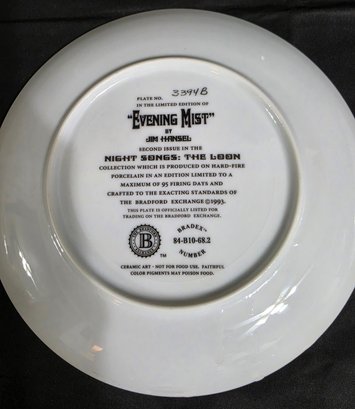 PLATE NO. 3394B
IN THE LIMITED EDITION OF
"EVENING MIST"
BY
JIM HANSEL
SECOND ISSUE IN THE
NIGHT SONGS: THE LOON
COLLECTION WHICH IS PRODUCED ON HARD-FIRE
PORCELAIN IN AN EDITION LIMITED TO A
MAXIMUM OF 95 FIRING DAYS AND
CRAFTED TO THE EXACTING STANDARDS OF
THE BRADFORD EXCHANGE ©1993.
THIS PLATE IS OFFICIALLY LISTED FOR
TRADING ON THE BRADFORD EXCHANGE.
B
TM
BRADEX™
84-B10-68.2
NUMBER
CERAMIC ART - NOT FOR FOOD USE. FAITHFUL
COLOR PIGMENTS MAY POISON FOOD.